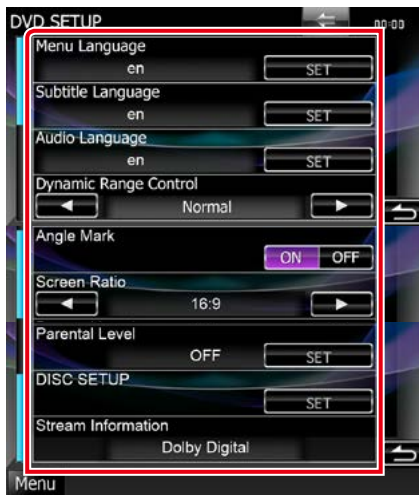 DVD SETUP 00:00
Menu Language
en SET
Subtitle Language
en SET
Audio Language
en SET
Dynamic Range Control
Normal
Angle Mark
ON OFF
Screen Ratio
16:9
Parental Level
OFF SET
DISC SETUP
SET
Stream Information
Dolby Digital
Menu